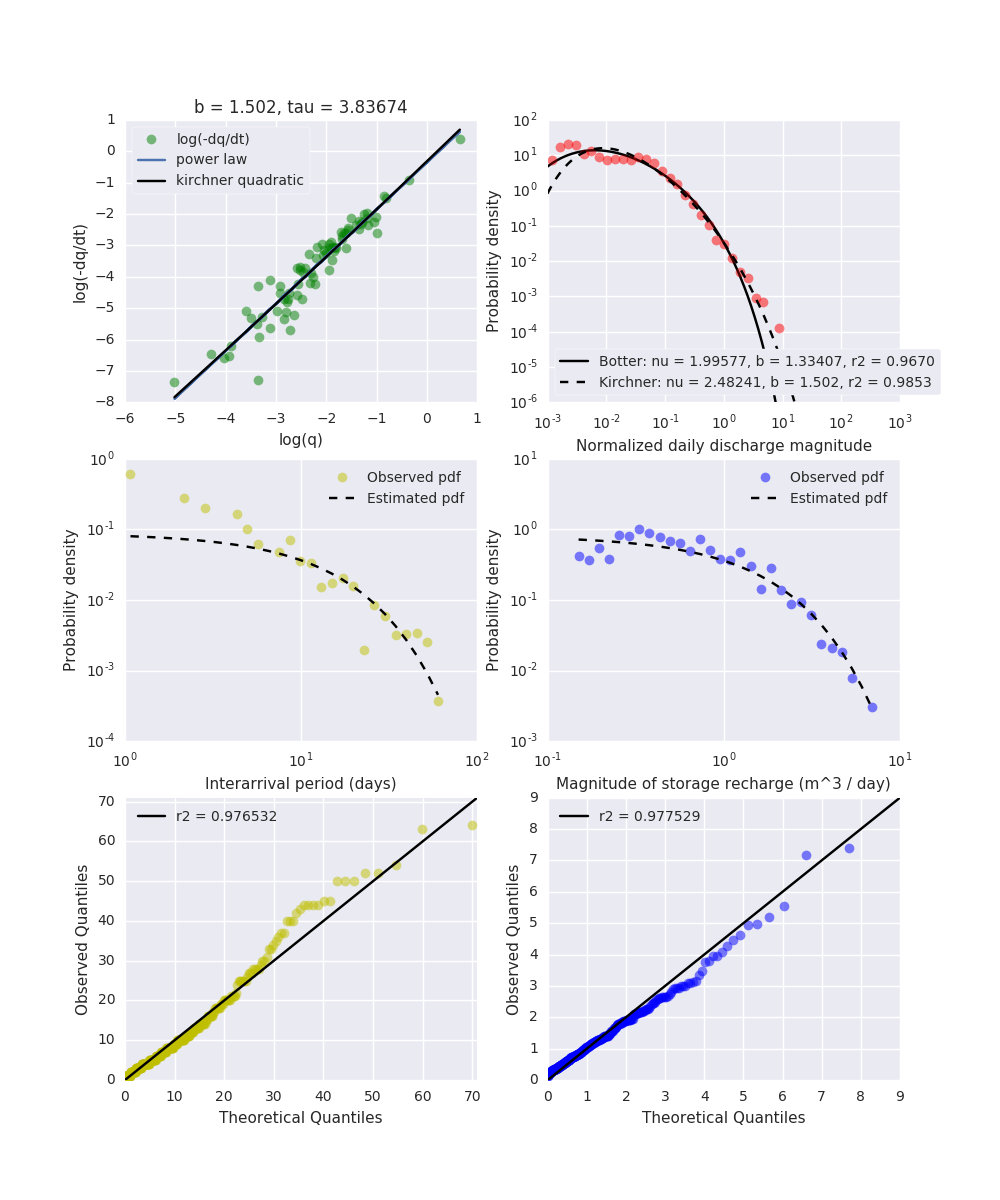 b = 1.502, tau = 3.83674
1
0
−1
−2
−3
−4
−5
−6
−7
−8
log(-dq/dt)
log(-dq/dt)
power law
kirchner quadratic
−6 −5 −4 −3 −2 −1 0 1
log(q)
10^2
10^1
10^0
10^-1
10^-2
10^-3
10^-4
10^-5
10^-6
Probability density
Botter: nu = 1.99577, b = 1.33407, r2 = 0.9670
Kirchner: nu = 2.48241, b = 1.502, r2 = 0.9853
10^-3 10^-2 10^-1 10^0 10^1 10^2 10^3
Normalized daily discharge magnitude
10^0
10^-1
10^-2
10^-3
10^-4
Probability density
Observed pdf
Estimated pdf
10^0 10^1 10^2
Interarrival period (days)
10^1
10^0
10^-1
10^-2
10^-3
Probability density
Observed pdf
Estimated pdf
10^-1 10^0 10^1
Magnitude of storage recharge (m^3 / day)
70
60
50
40
30
20
10
0
Observed Quantiles
r2 = 0.976532
0 10 20 30 40 50 60 70
Theoretical Quantiles
9
8
7
6
5
4
3
2
1
0
Observed Quantiles
r2 = 0.977529
0 1 2 3 4 5 6 7 8 9
Theoretical Quantiles